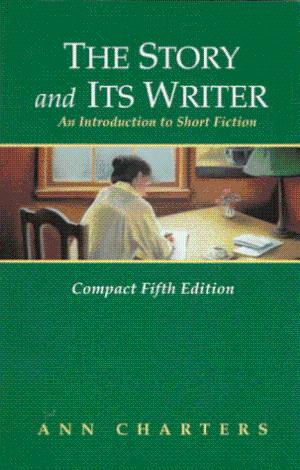 THE STORY
and ITS WRITER
An Introduction to Short Fiction
Compact Fifth Edition
ANN CHARTERS